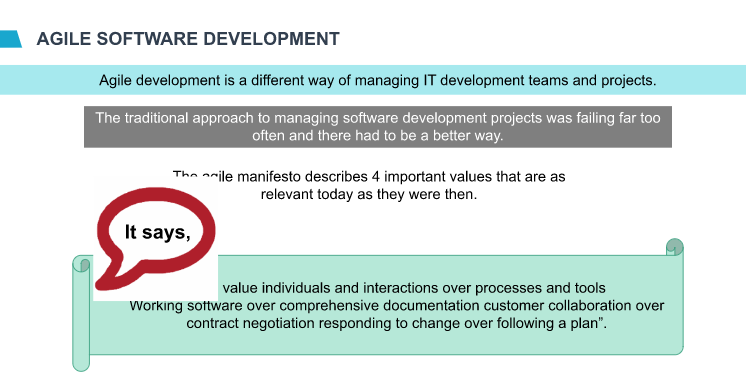 AGILE SOFTWARE DEVELOPMENT
Agile development is a different way of managing IT development teams and projects.
The traditional approach to managing software development projects was failing far too
often and there had to be a better way.
The agile manifesto describes 4 important values that are as
relevant today as they were then.
It says,
value individuals and interactions over processes and tools
Working software over comprehensive documentation customer collaboration over
contract negotiation responding to change over following a plan”.